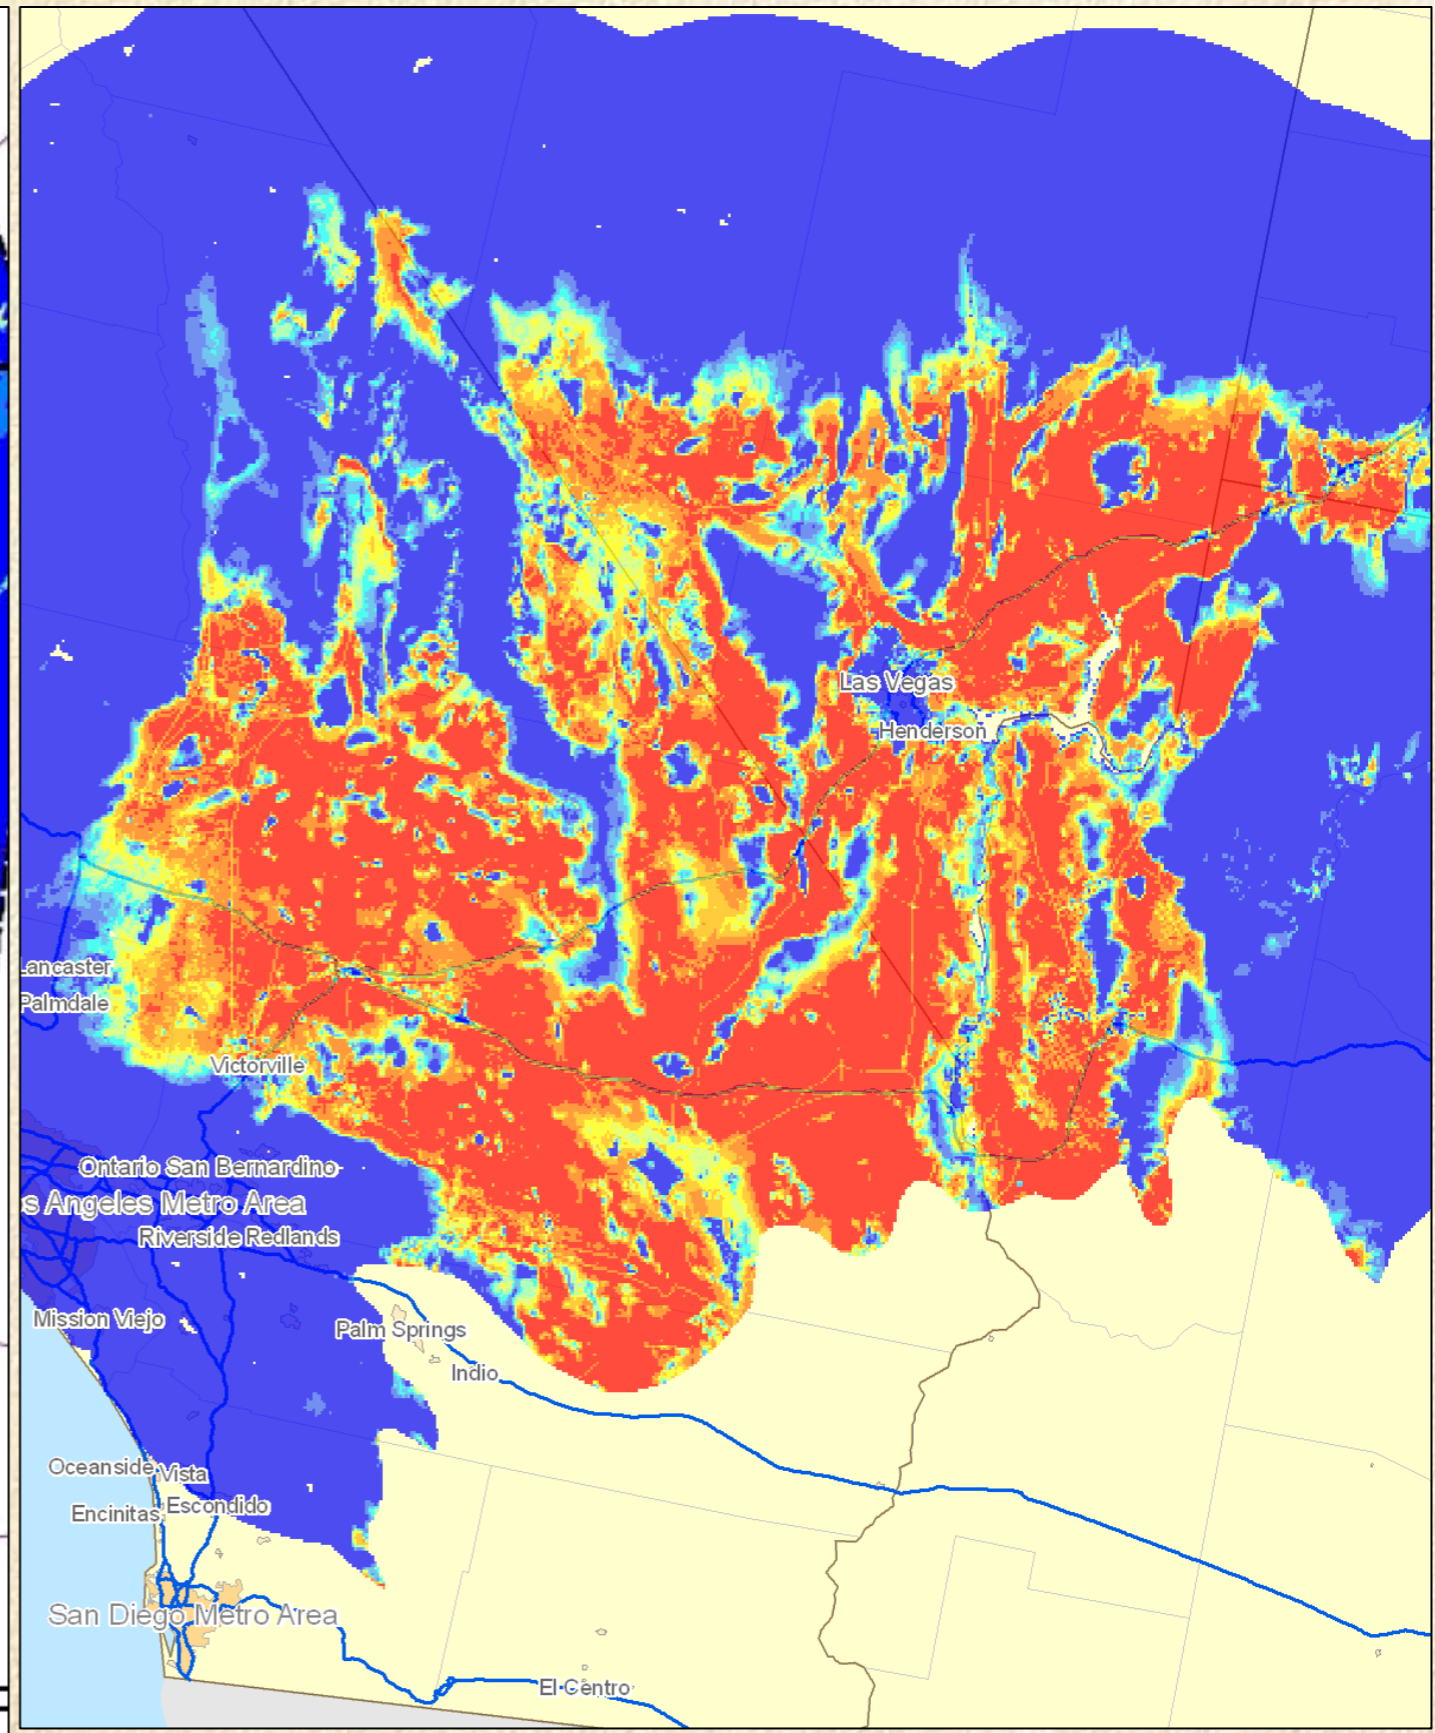 Las Vegas
Henderson
Lancaster
Palmdale
Victorville
Ontario San Bernardino
os Angeles Metro Area
Riverside Redlands
Mission Viejo
Palm Springs
Indio
Oceanside Vista
Encinitas Escondido
San Diego Metro Area
El Centro